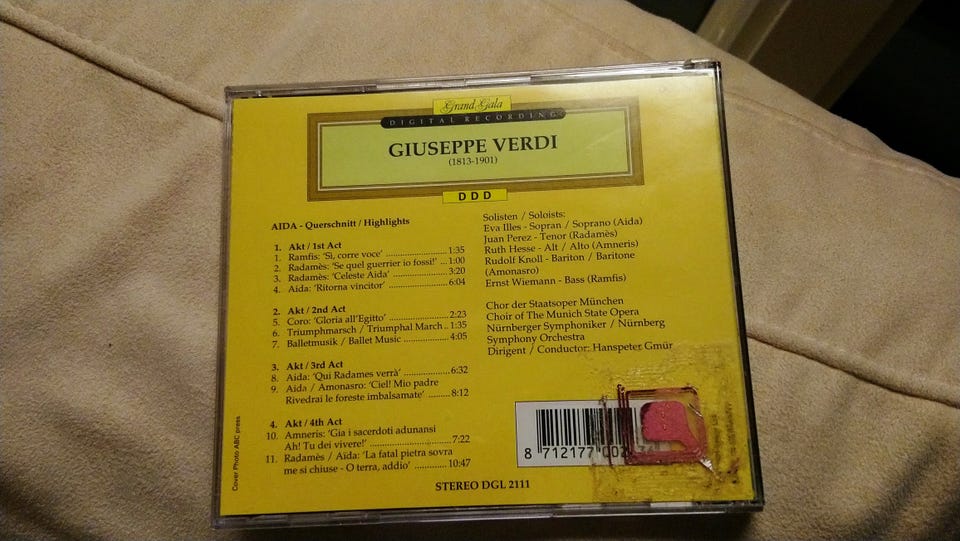 Grand Gala
DIGITAL RECORDING
GIUSEPPE VERDI
(1813-1901)
DDD
AIDA - Querschnitt / Highlights
1. Akt / 1st Act
1. Ramfis: 'Sì, corre voce' 1:35
2. Radamès: 'Se quel guerrier io fossi!' ... 1:00
3. Radamès: 'Celeste Aida' 3:20
4. Aida: 'Ritorna vincitor' 6:04
2. Akt / 2nd Act
5. Coro: 'Gloria all'Egitto' 2:23
6. Triumphmarsch / Triumphal March .. 1:35
7. Balletmusik / Ballet Music 4:05
3. Akt / 3rd Act
8. Aida: 'Qui Radames verrà' 6:32
9. Aida / Amonasro: 'Ciel! Mio padre
Rivedrai le foreste imbalsamate' 8:12
4. Akt / 4th Act
10. Amneris: 'Gia i sacerdoti adunansi
Ah! Tu dei vivere!' 7:22
11. Radamès / Aïda: 'La fatal pietra sovra
me si chiuse - O terra, addio' 10:47
Solisten / Soloists:
Eva Illes - Sopran / Soprano (Aida)
Juan Perez - Tenor (Radamès)
Ruth Hesse - Alt / Alto (Amneris)
Rudolf Knoll - Bariton / Baritone
(Amonasro)
Ernst Wiemann - Bass (Ramfis)
Chor der Staatsoper München
Choir of The Munich State Opera
Nürnberger Symphoniker / Nürnberg
Symphony Orchestra
Dirigent / Conductor: Hanspeter Gmür
8 712177 00
STEREO DGL 2111
Cover Photo ABC press